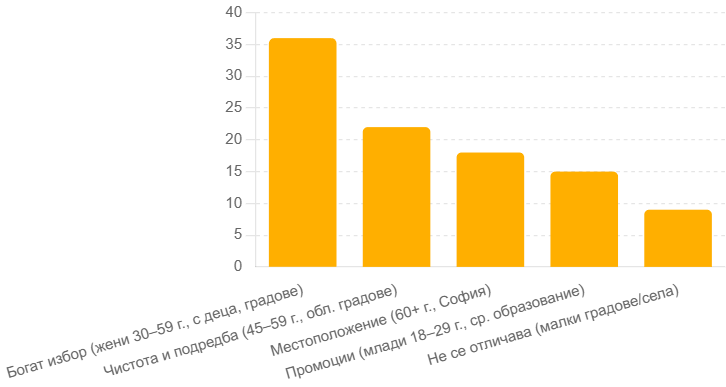 40
35
30
25
20
15
10
5
0
Богат избор (жени 30–59 г., с деца, градове)
Чистота и подредба (45–59 г., обл. градове)
Местоположение (60+ г., София)
Промоции (млади 18–29 г., ср. образование)
Не се отличава (малки градове/села)